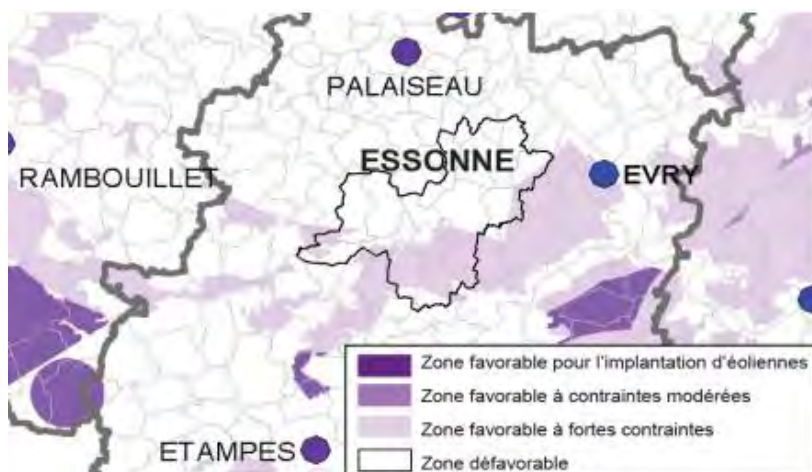 PALAISEAU
ESSONNE
RAMBOUILLET
EVRY
Zone favorable pour l'implantation d'éoliennes
Zone favorable à contraintes modérées
Zone favorable à fortes contraintes
Zone défavorable
ETAMPES